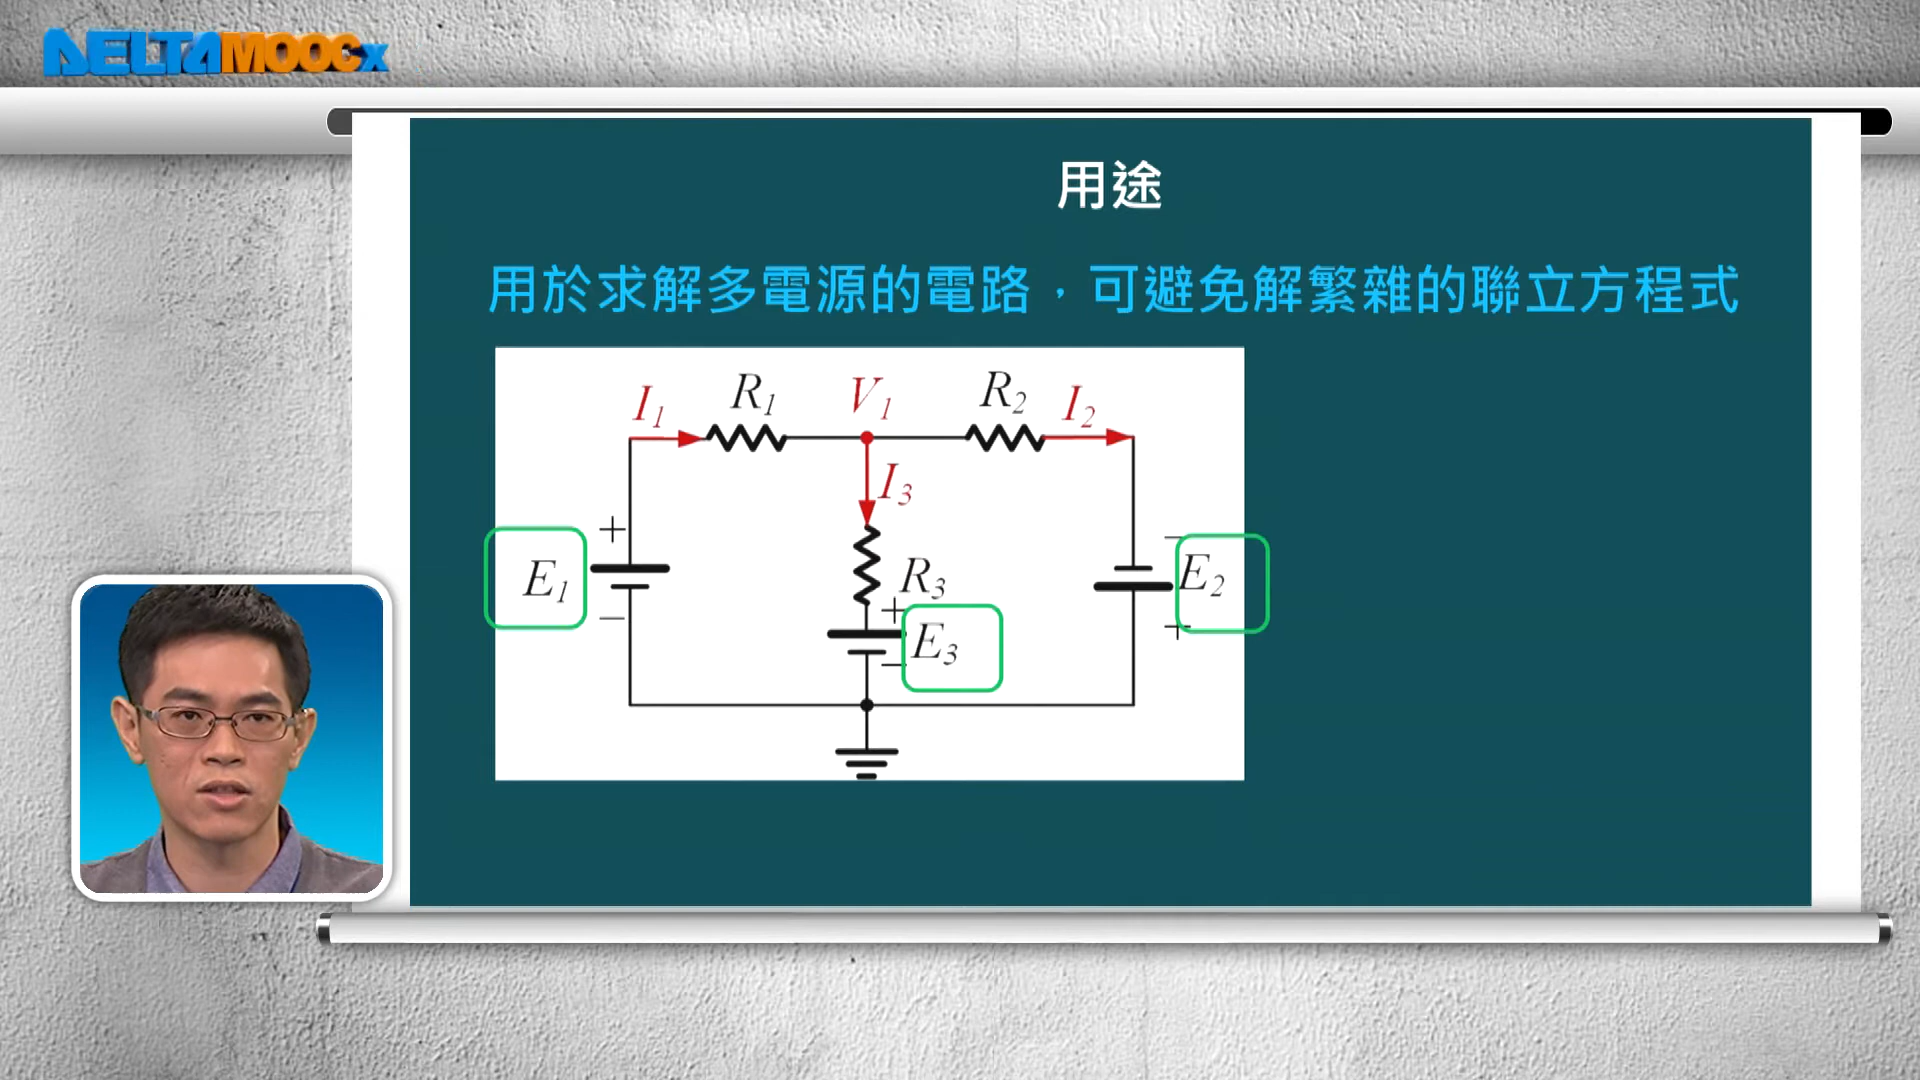 DELTAMOOCx
用途
用於求解多電源的電路，可避免解繁雜的聯立方程式
I1 R1 V1 R2 I2
I3
+ −
E1 R3 E2
+ E3 +
− −